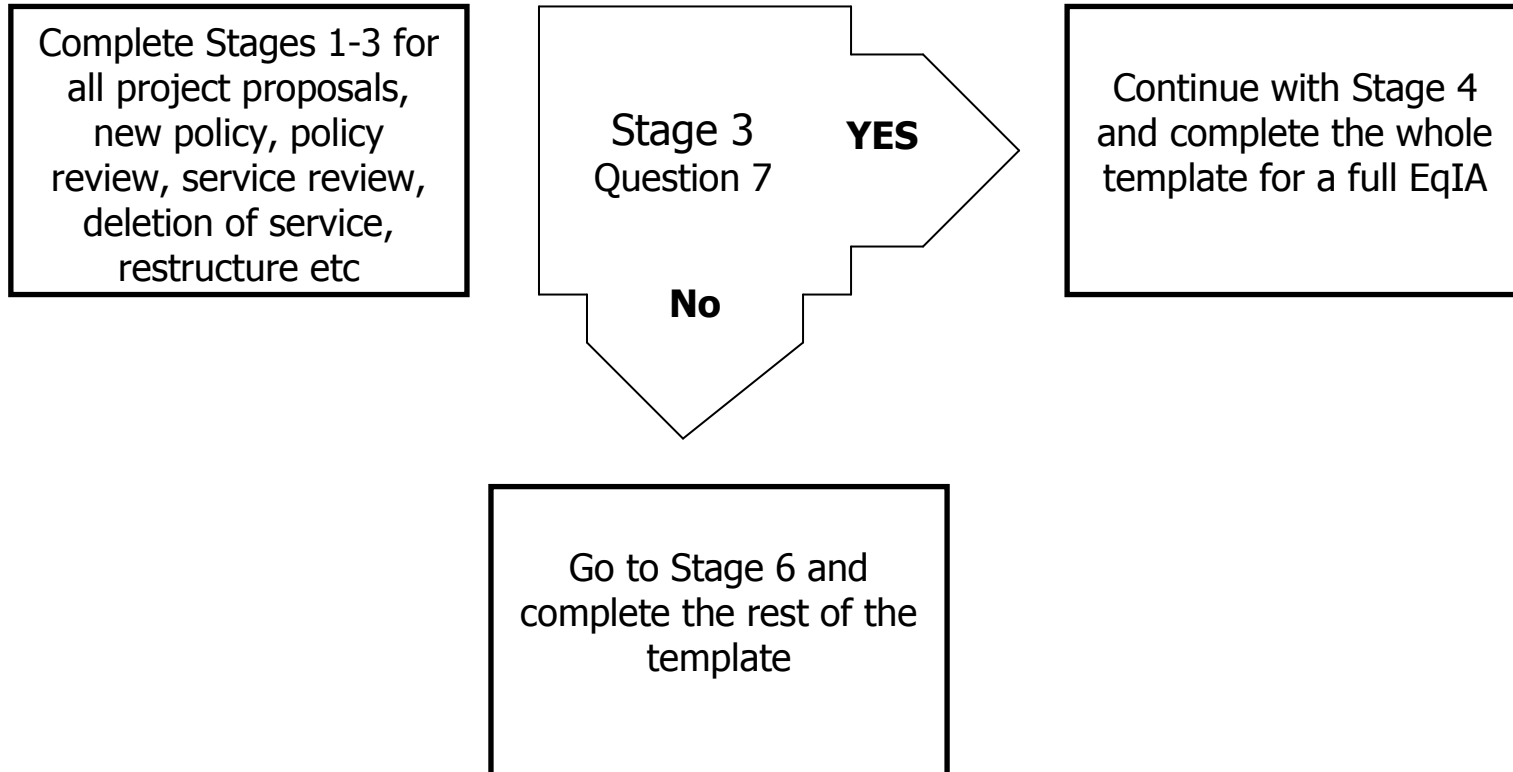 Complete Stages 1-3 for
all project proposals,
new policy, policy
review, service review,
deletion of service,
restructure etc
Stage 3
Question 7
YES
No
Continue with Stage 4
and complete the whole
template for a full EqIA
Go to Stage 6 and
complete the rest of the
template